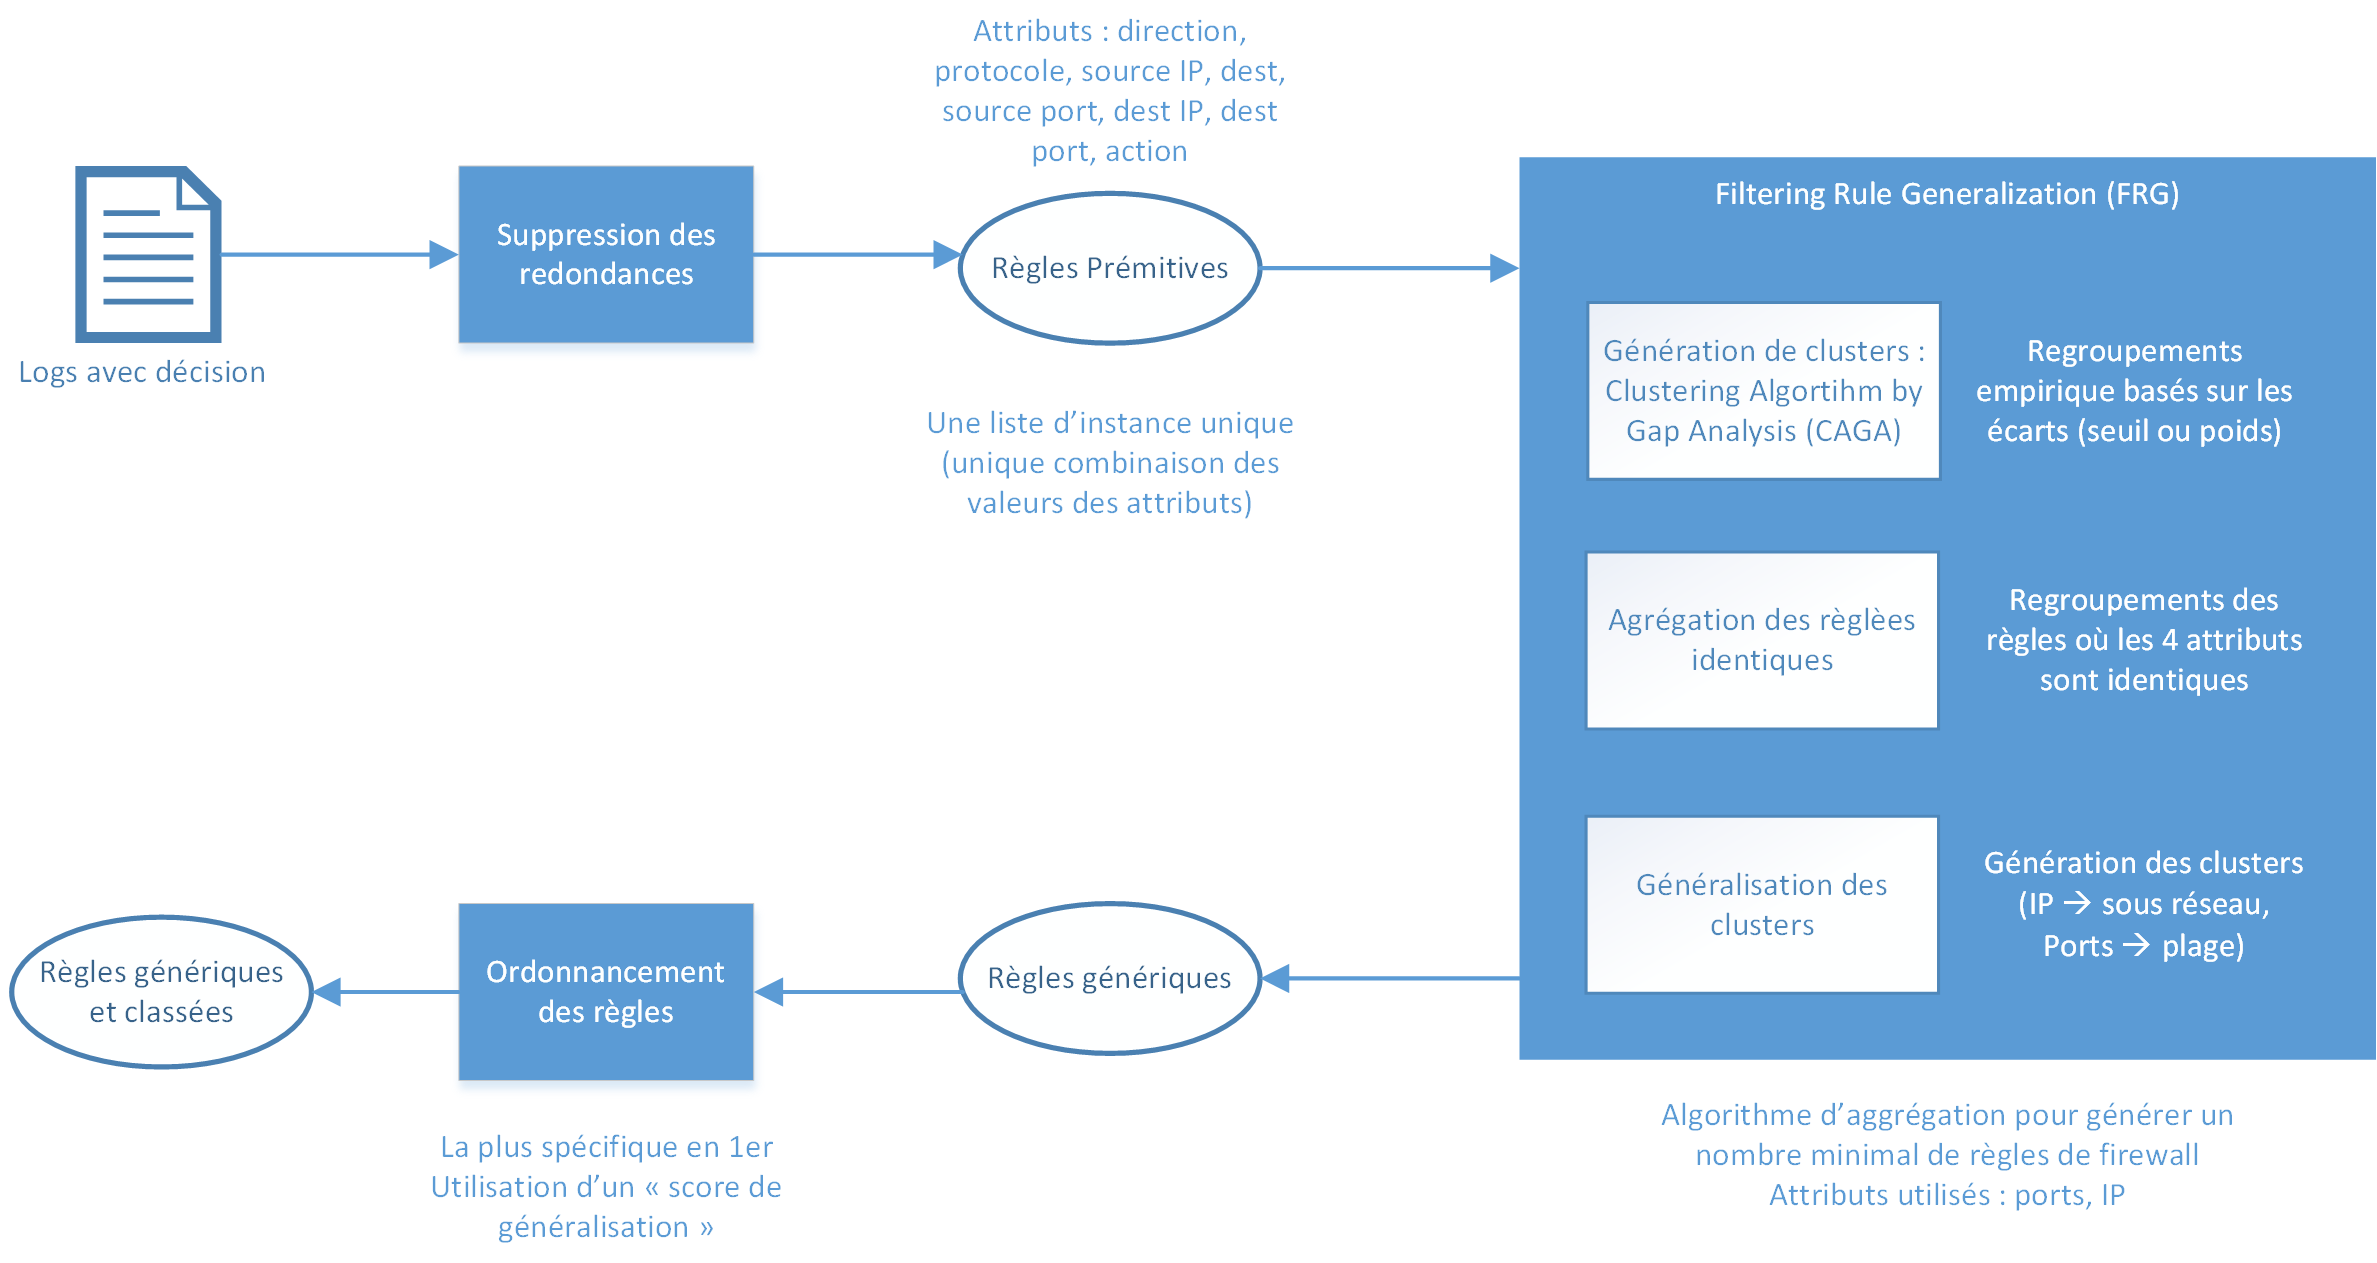 Attributs : direction,
protocole, source IP, dest,
source port, dest IP, dest
port, action
Logs avec décision
Suppression des
redondances
Règles Prémitives
Une liste d’instance unique
(unique combinaison des
valeurs des attributs)
Filtering Rule Generalization (FRG)
Génération de clusters :
Clustering Algortihm by
Gap Analysis (CAGA)
Regroupements
empirique basés sur les
écarts (seuil ou poids)
Agrégation des règlèes
identiques
Regroupements des
règles où les 4 attributs
sont identiques
Généralisation des
clusters
Génération des clusters
(IP → sous réseau,
Ports → plage)
Algorithme d’aggrégation pour générer un
nombre minimal de règles de firewall
Attributs utilisés : ports, IP
Règles génériques
Ordonnancement
des règles
La plus spécifique en 1er
Utilisation d’un « score de
généralisation »
Règles génériques
et classées